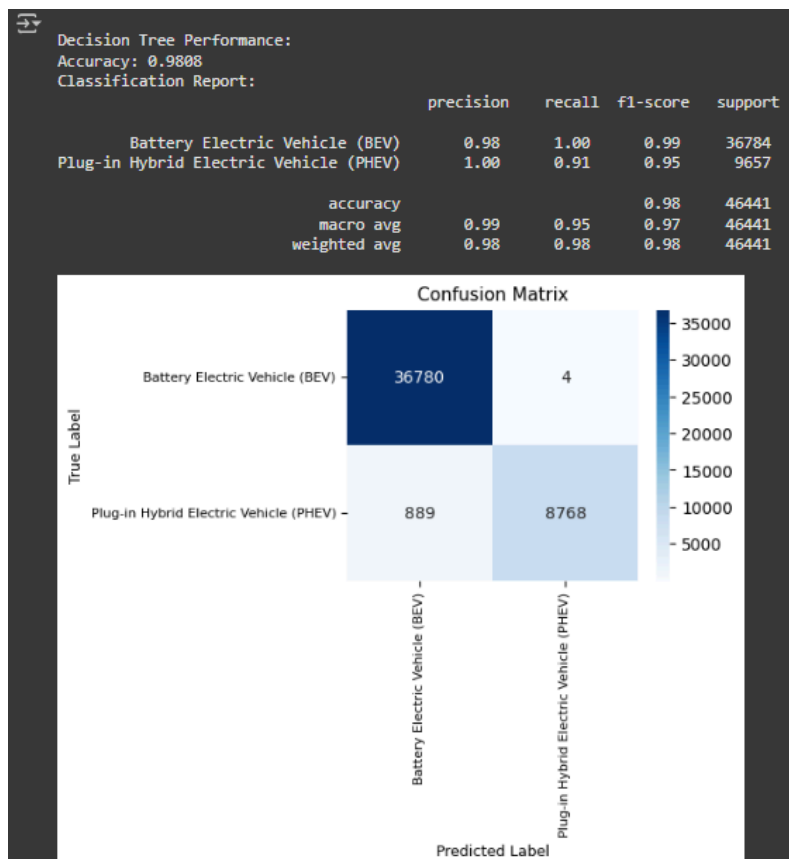 Decision Tree Performance:
Accuracy: 0.9808
Classification Report:
precision recall f1-score support
Battery Electric Vehicle (BEV) 0.98 1.00 0.99 36784
Plug-in Hybrid Electric Vehicle (PHEV) 1.00 0.91 0.95 9657
accuracy 0.98 46441
macro avg 0.99 0.95 0.97 46441
weighted avg 0.98 0.98 0.98 46441
Confusion Matrix
True Label
Battery Electric Vehicle (BEV)
36780 4
Plug-in Hybrid Electric Vehicle (PHEV)
889 8768
35000
30000
25000
20000
15000
10000
5000
Battery Electric Vehicle (BEV)
Plug-in Hybrid Electric Vehicle (PHEV)
Predicted Label